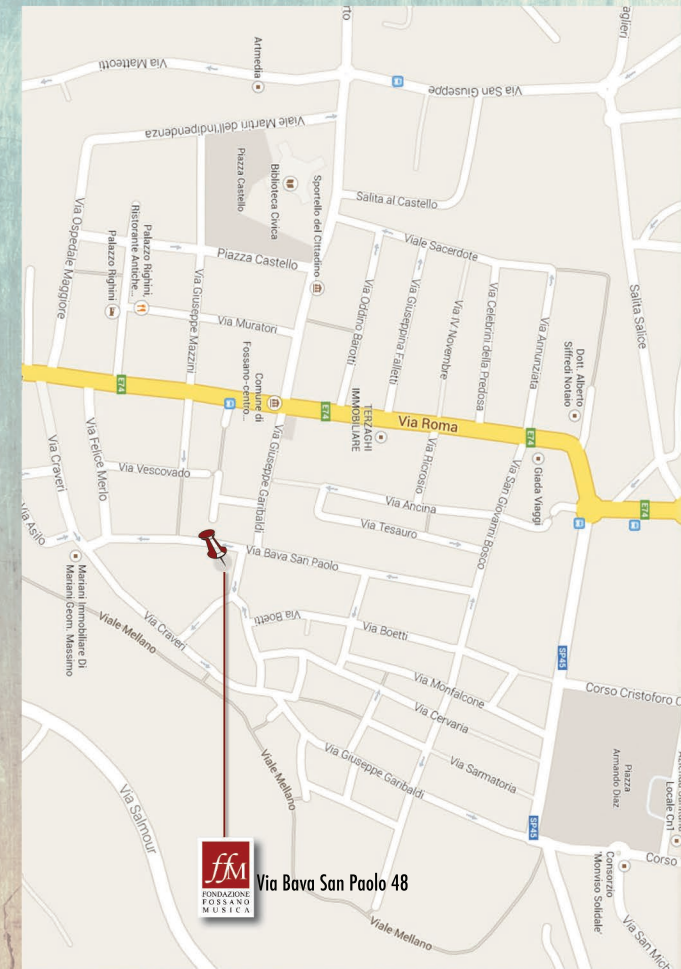 rto
aglieri
Artmedia
Via Matteotti
Via San Giuseppe
Viale Martiri dell'Indipendenza
Piazza Castello
Biblioteca Civica
Sportello del Cittadino
Salita al Castello
Via Ospedale Maggiore
Palazzo Righini,
Ristorante Antiche...
Palazzo Righini
Piazza Castello
Viale Sacerdote
Via Giuseppe Mazzini
Via Muratori
Via Oddino Barotti
Via Giuseppina Falletti
Via IV Novembre
Via Celebrini della Predosa
Via Annunziata
Salita Salice
Dott. Alberto
Siffredi Notaio
Comune di
Fossano-centro...
TERZAGHI
IMMOBILIARE
E74
E74
Via Roma
E74
E74
Via Craveri
Via Felice Merlo
Via Vescovado
Via Giuseppe Garibaldi
Via Ricrosio
Via Ancina
Via Tesauro
Via San Giovanni Bosco
Giada Viaggi
Via Asilo
Mariani Immobiliare Di
Mariani Geom. Massimo
Via Bava San Paolo
Viale Mellano
Via Craveri
Via Boetti
Via Boetti
SP45
Corso Cristoforo C
Via Monfalcone
Via Cervaria
Via Sarmatoria
Via Giuseppe Garibaldi
Viale Mellano
Via Salmour
Piazza
Armando Diaz
Locale Cn1
SP45
Corso
Consorzio
'Monviso Solidale'
Via San Mich
ffM
FONDAZIONE
FOSSANO
MUSICA
Via Bava San Paolo 48
Viale Mellano